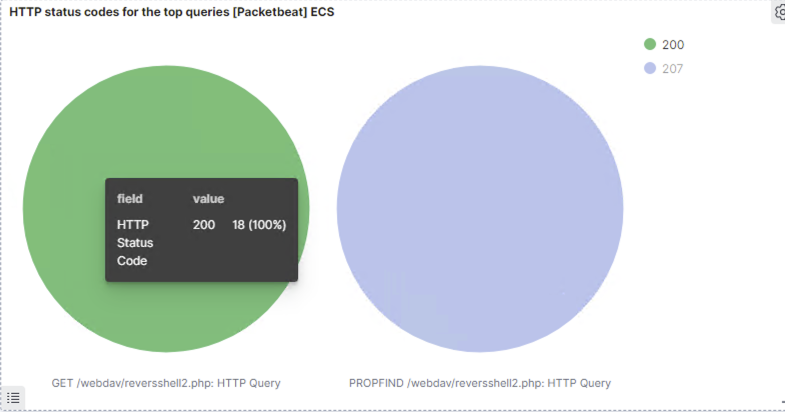 HTTP status codes for the top queries [Packetbeat] ECS
200
207
field value
HTTP 200 18 (100%)
Status
Code
GET /webdav/reversshell2.php: HTTP Query
PROPFIND /webdav/reversshell2.php: HTTP Query